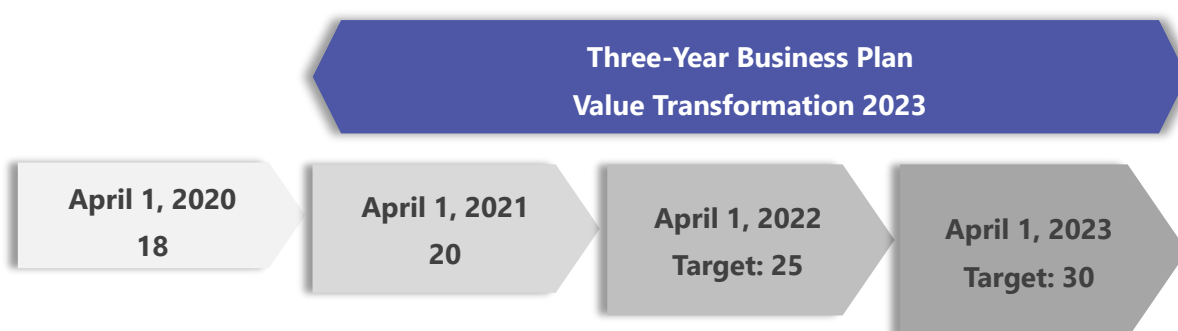 Three-Year Business Plan
Value Transformation 2023
April 1, 2020
18
April 1, 2021
20
April 1, 2022
Target: 25
April 1, 2023
Target: 30